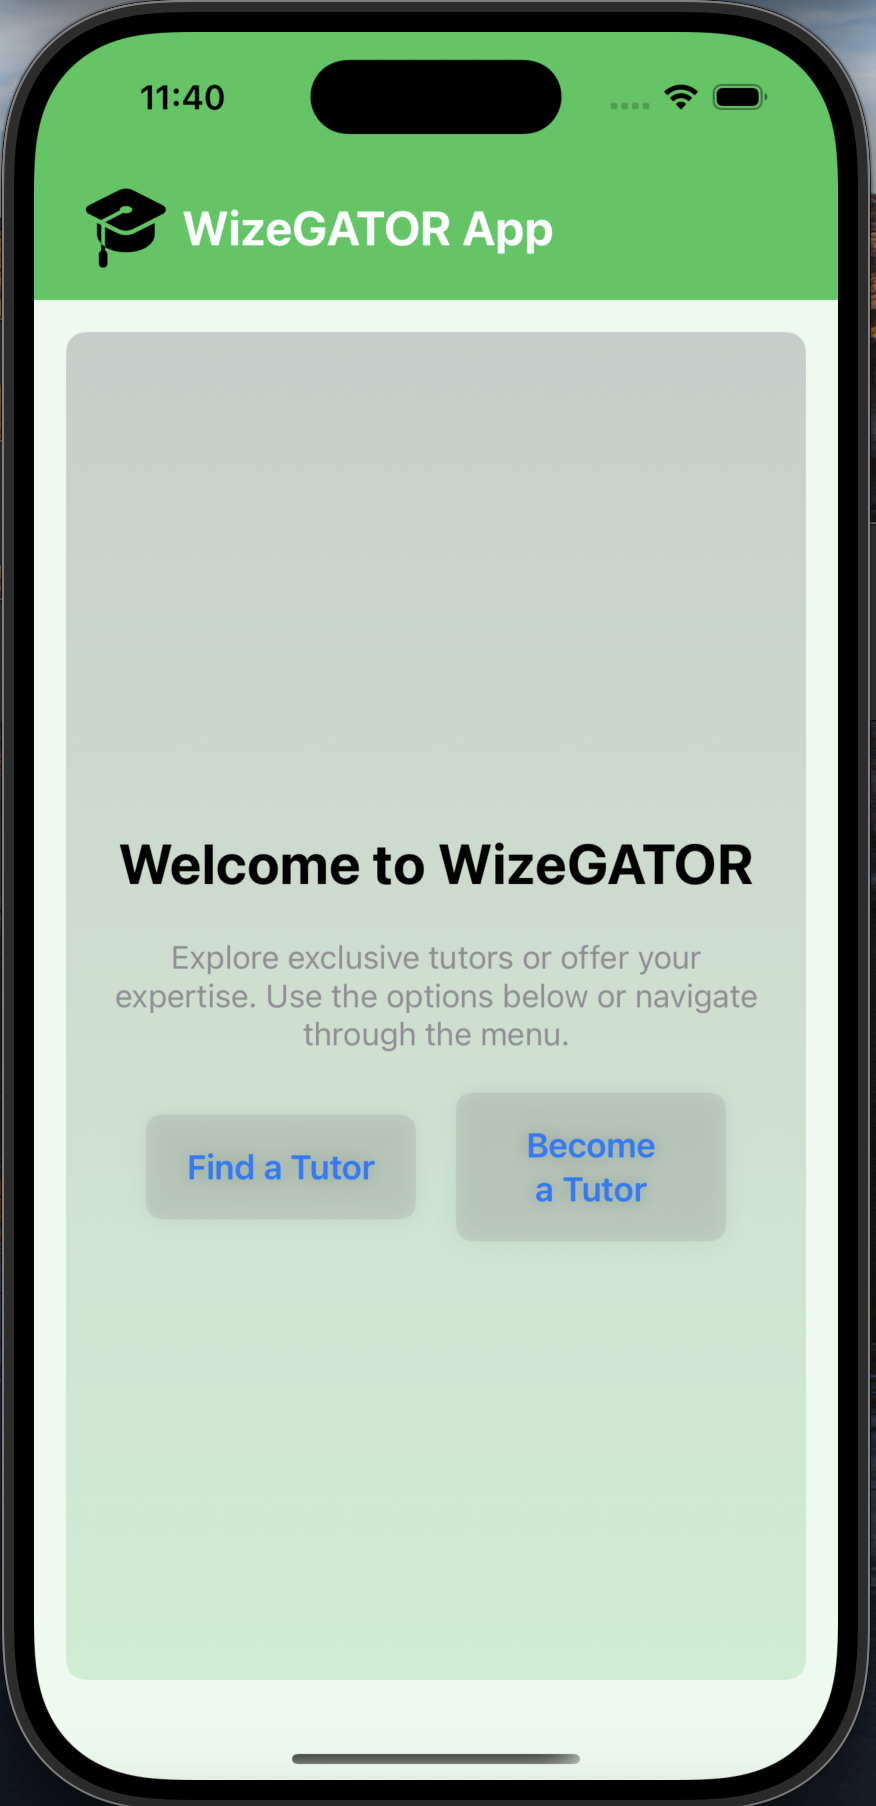 11:40
WizeGATOR App
Welcome to WizeGATOR
Explore exclusive tutors or offer your
expertise. Use the options below or navigate
through the menu.
Find a Tutor
Become
a Tutor